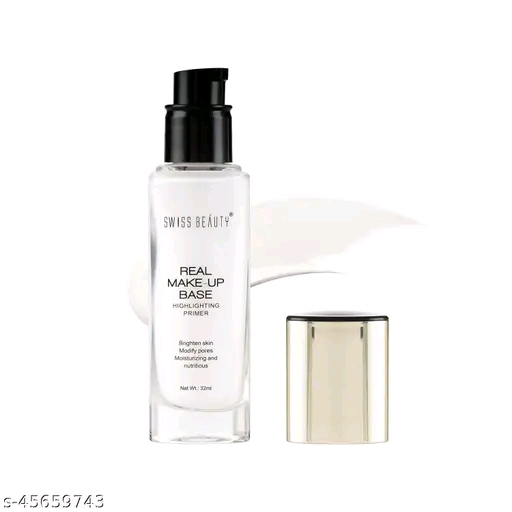 SWISS BEAUTY®
REAL
MAKE-UP
BASE
HIGHLIGHTING
PRIMER
Brighten skin
Modify pores
Moisturizing and
nutritious
Net Wt.: 32ml
s-45659743